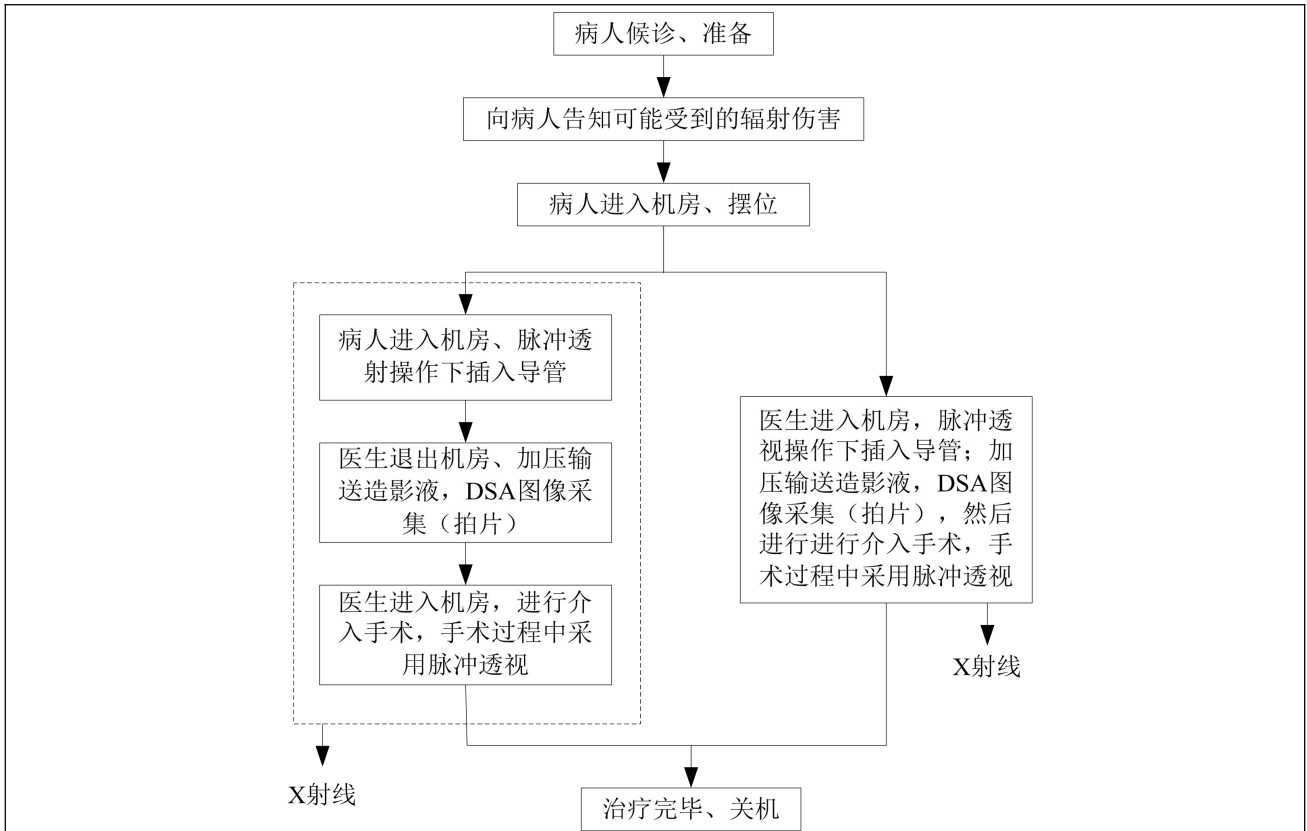 病人候诊、准备
向病人告知可能受到的辐射伤害
病人进入机房、摆位
病人进入机房、脉冲透
射操作下插入导管
医生退出机房、加压输
送造影液，DSA图像采
集（拍片）
医生进入机房，进行介
入手术，手术过程中采
用脉冲透视
X射线
医生进入机房，脉冲透
视操作下插入导管；加
压输送造影液，DSA图
像采集（拍片），然后
进行进行介入手术，手
术过程中采用脉冲透视
X射线
治疗完毕、关机